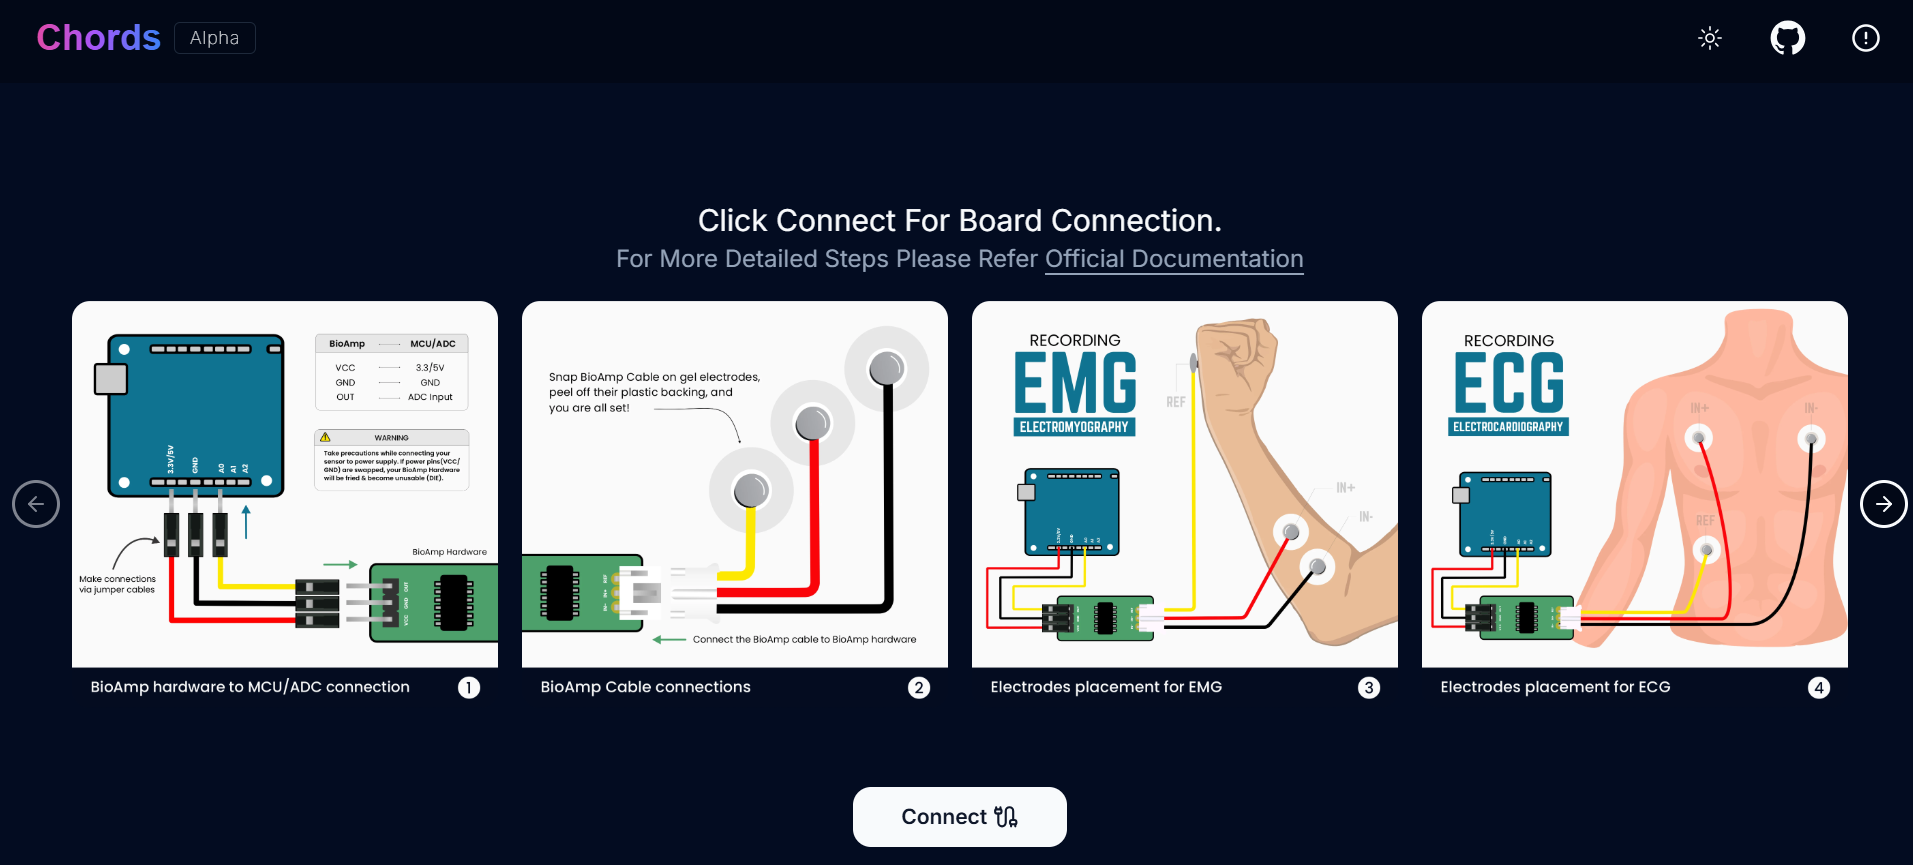 Chords
Alpha
Click Connect For Board Connection.
For More Detailed Steps Please Refer Official Documentation
BioAmp MCU/ADC
VCC 3.3/5V
GND GND
OUT ADC Input
WARNING
Take precautions while connecting your
sensor to power supply. If power pins(VCC/
GND) are swapped, your BioAmp Hardware
will be fried & become unusable (DIE).
3.3V/5V
GND
A0
A1
A2
BioAmp Hardware
Make connections
via jumper cables
OUT
GND
VCC
BioAmp hardware to MCU/ADC connection
1
Snap BioAmp Cable on gel electrodes,
peel off their plastic backing, and
you are all set!
REF
IN+
IN-
Connect the BioAmp cable to BioAmp hardware
BioAmp Cable connections
2
RECORDING
EMG
ELECTROMYOGRAPHY
REF
IN+
IN-
Electrodes placement for EMG
3
RECORDING
ECG
ELECTROCARDIOGRAPHY
IN+
IN-
REF
Electrodes placement for ECG
4
Connect